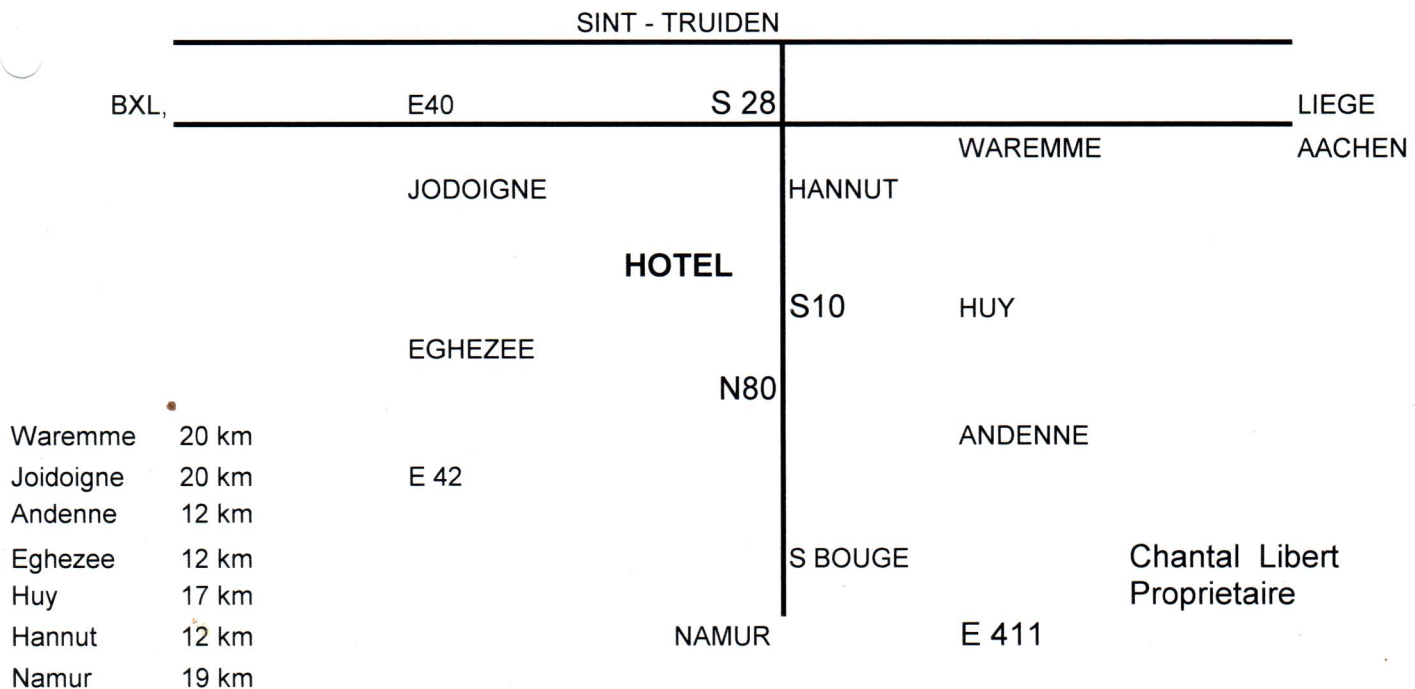 SINT - TRUIDEN
BXL, E40 S 28 LIEGE
WAREMME AACHEN
JODOIGNE HANNUT
HOTEL
S10 HUY
EGHEZEE
N80
Waremme 20 km ANDENNE
Joidoigne 20 km E 42
Andenne 12 km
Eghezee 12 km S BOUGE Chantal Libert
Huy 17 km Proprietaire
Hannut 12 km NAMUR E 411
Namur 19 km